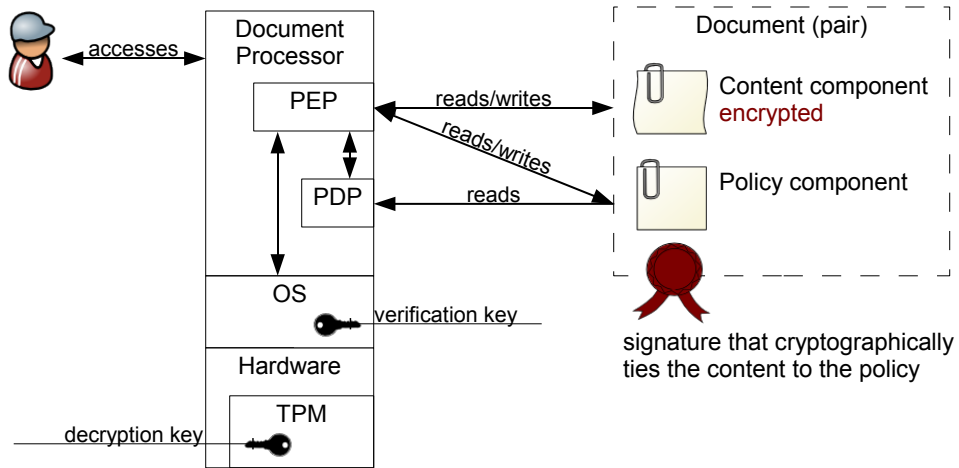 accesses
Document
Processor
PEP
PDP
OS
verification key
Hardware
TPM
decryption key
reads/writes
reads/writes
reads
Document (pair)
Content component
encrypted
Policy component
signature that cryptographically
ties the content to the policy